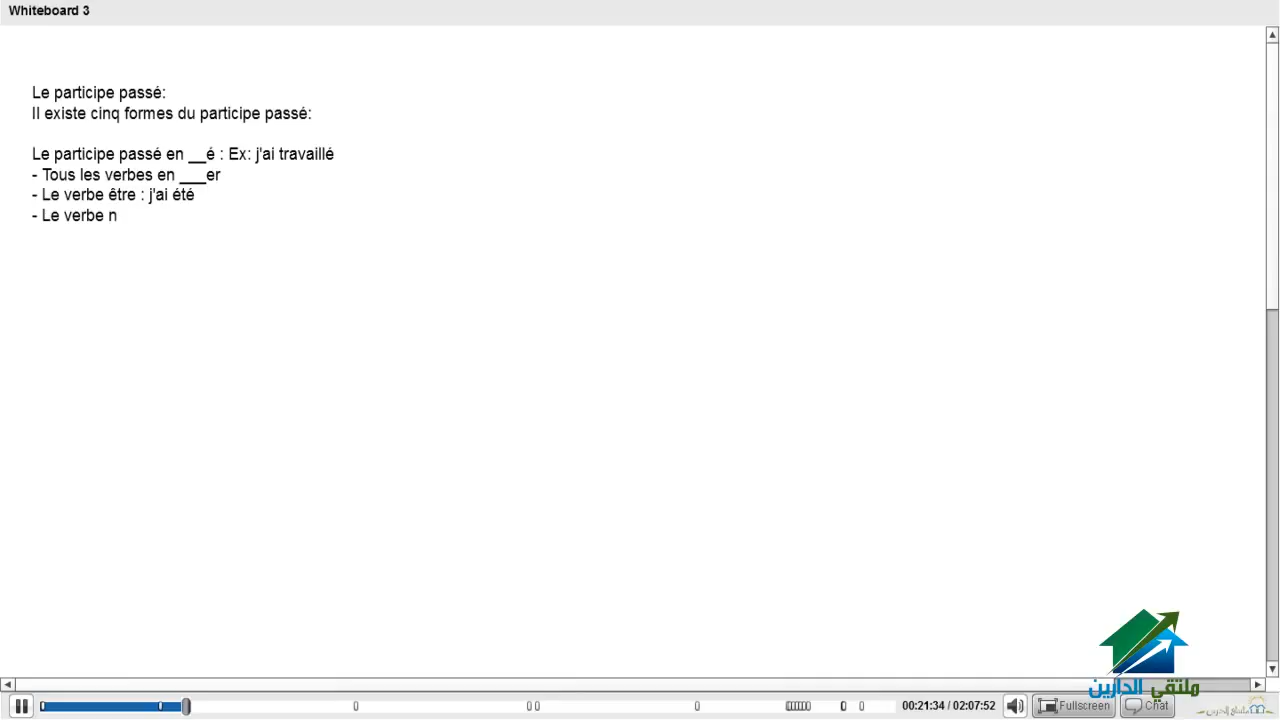 Whiteboard 3
Le participe passé:
Il existe cinq formes du participe passé:
Le participe passé en __é : Ex: j'ai travaillé
- Tous les verbes en ___er
- Le verbe être : j'ai été
- Le verbe n
ملتقي الدارين
00:21:34 / 02:07:52
Fullscreen
Chat